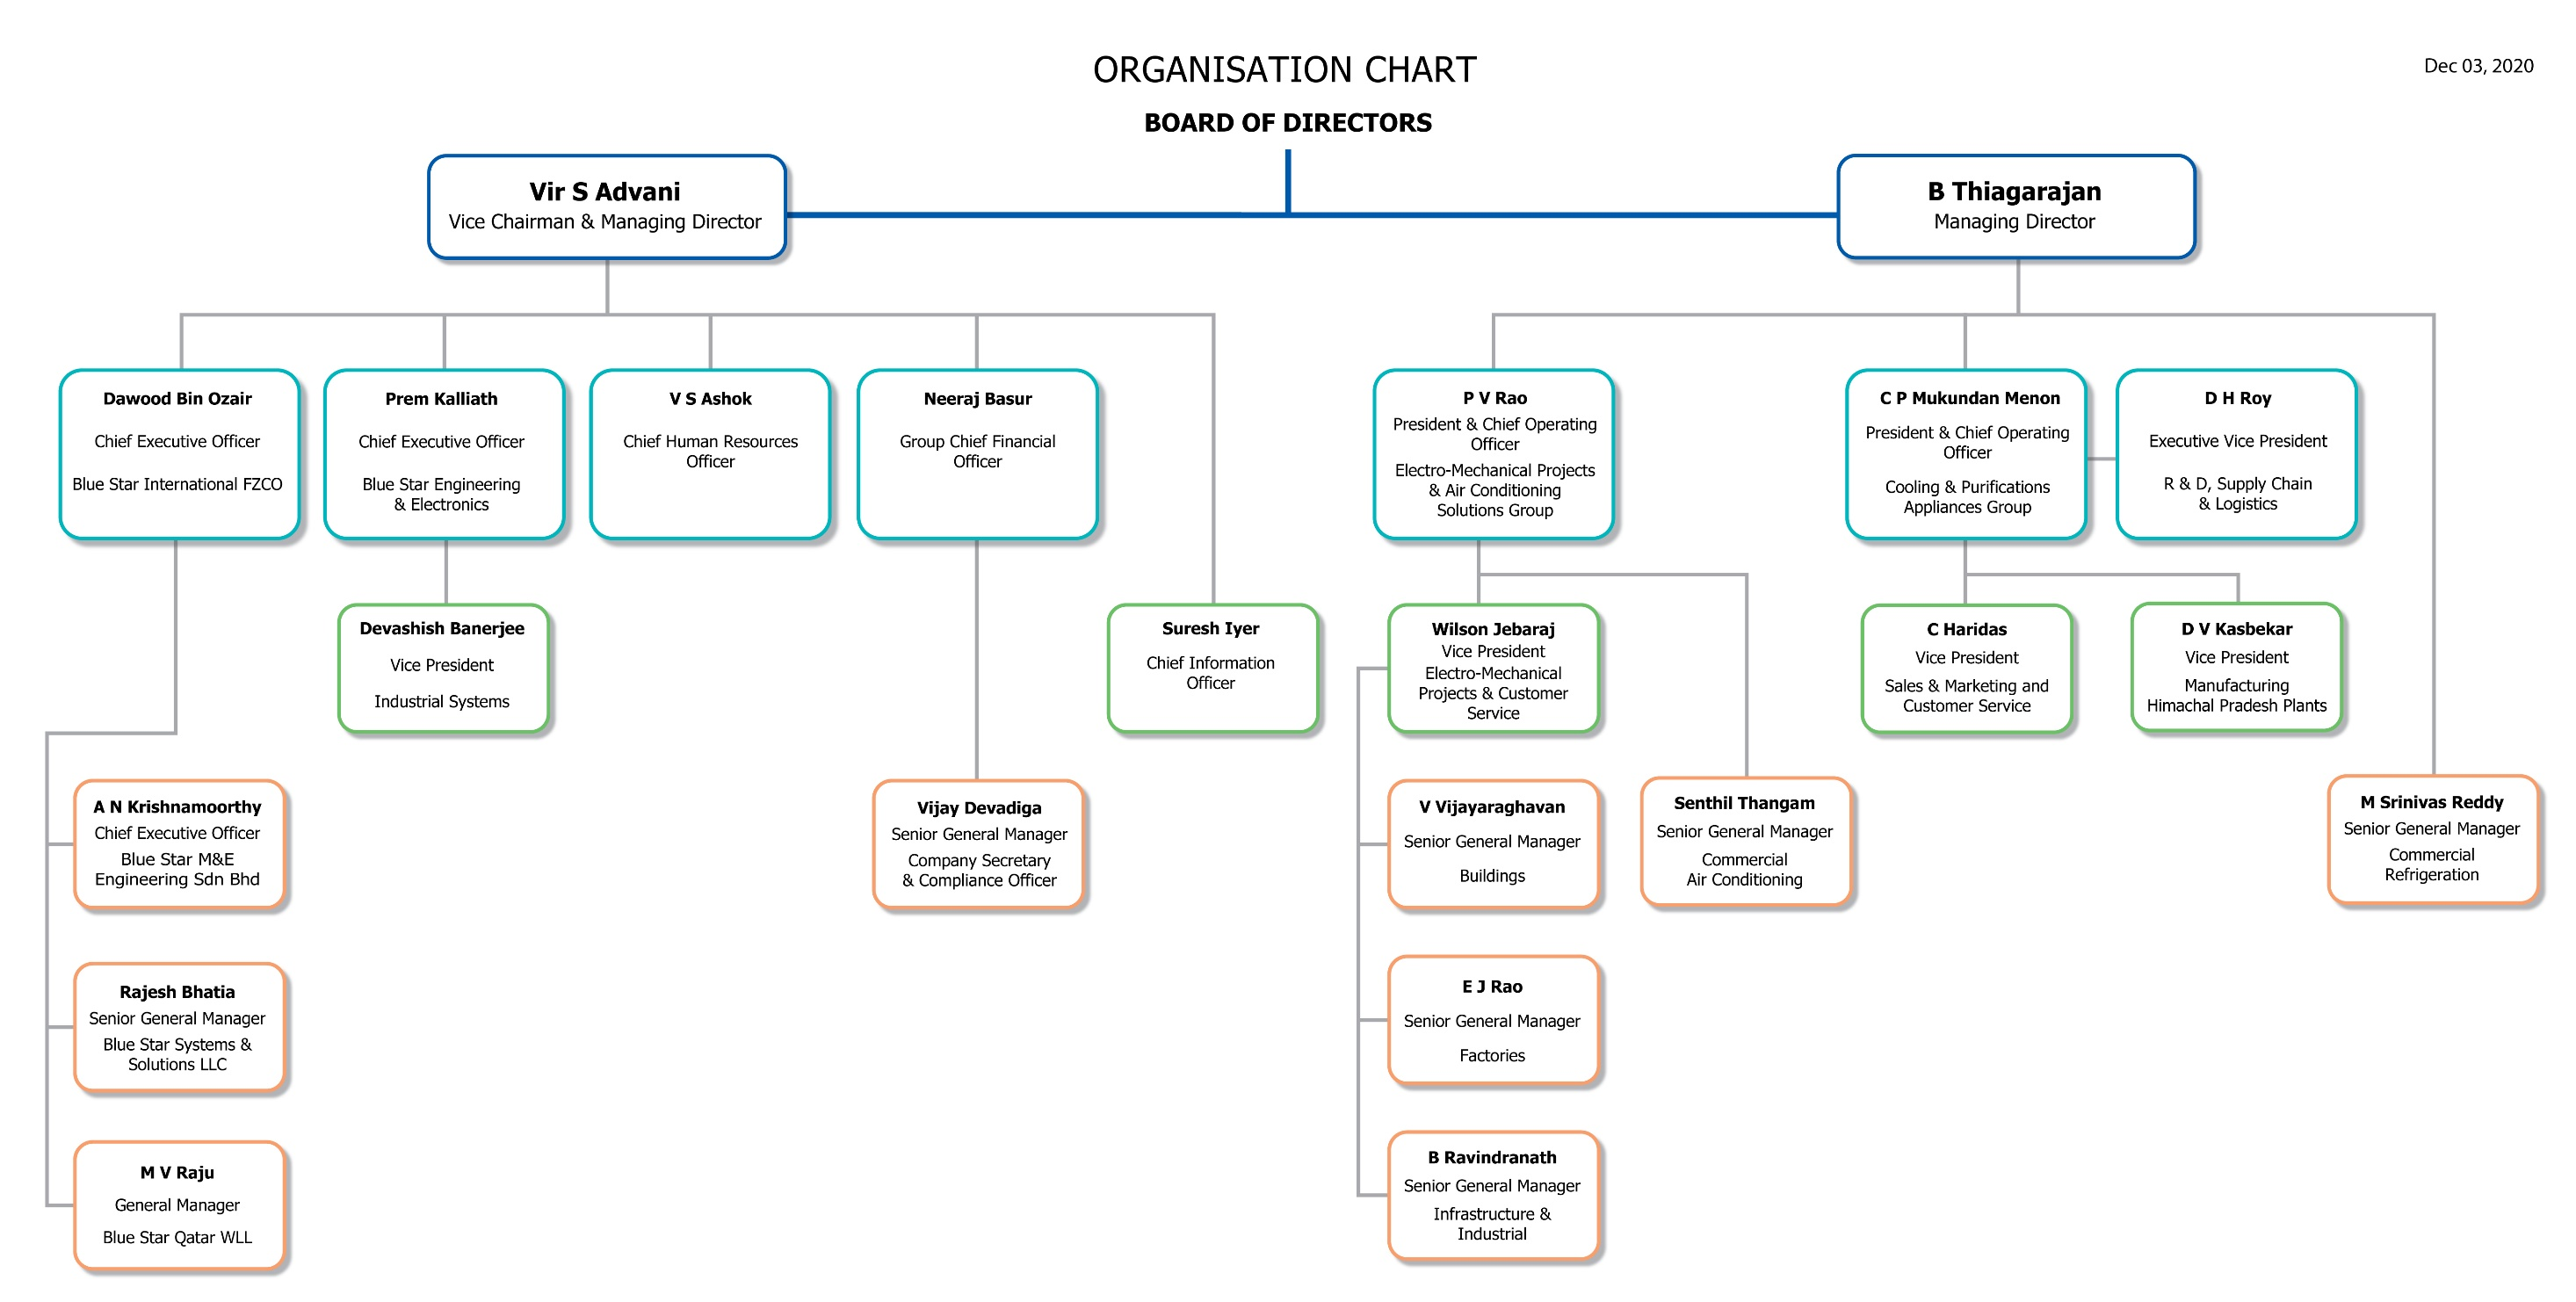 ORGANISATION CHART
Dec 03, 2020
BOARD OF DIRECTORS
Vir S Advani
Vice Chairman & Managing Director
B Thiagarajan
Managing Director
Dawood Bin Ozair
Chief Executive Officer
Blue Star International FZCO
Prem Kalliath
Chief Executive Officer
Blue Star Engineering
& Electronics
V S Ashok
Chief Human Resources
Officer
Neeraj Basur
Group Chief Financial
Officer
P V Rao
President & Chief Operating
Officer
Electro-Mechanical Projects
& Air Conditioning
Solutions Group
C P Mukundan Menon
President & Chief Operating
Officer
Cooling & Purifications
Appliances Group
D H Roy
Executive Vice President
R & D, Supply Chain
& Logistics
Devashish Banerjee
Vice President
Industrial Systems
Suresh Iyer
Chief Information
Officer
Wilson Jebaraj
Vice President
Electro-Mechanical
Projects & Customer
Service
C Haridas
Vice President
Sales & Marketing and
Customer Service
D V Kasbekar
Vice President
Manufacturing
Himachal Pradesh Plants
A N Krishnamoorthy
Chief Executive Officer
Blue Star M&E
Engineering Sdn Bhd
Vijay Devadiga
Senior General Manager
Company Secretary
& Compliance Officer
V Vijayaraghavan
Senior General Manager
Buildings
Senthil Thangam
Senior General Manager
Commercial
Air Conditioning
M Srinivas Reddy
Senior General Manager
Commercial
Refrigeration
Rajesh Bhatia
Senior General Manager
Blue Star Systems &
Solutions LLC
E J Rao
Senior General Manager
Factories
M V Raju
General Manager
Blue Star Qatar WLL
B Ravindranath
Senior General Manager
Infrastructure &
Industrial